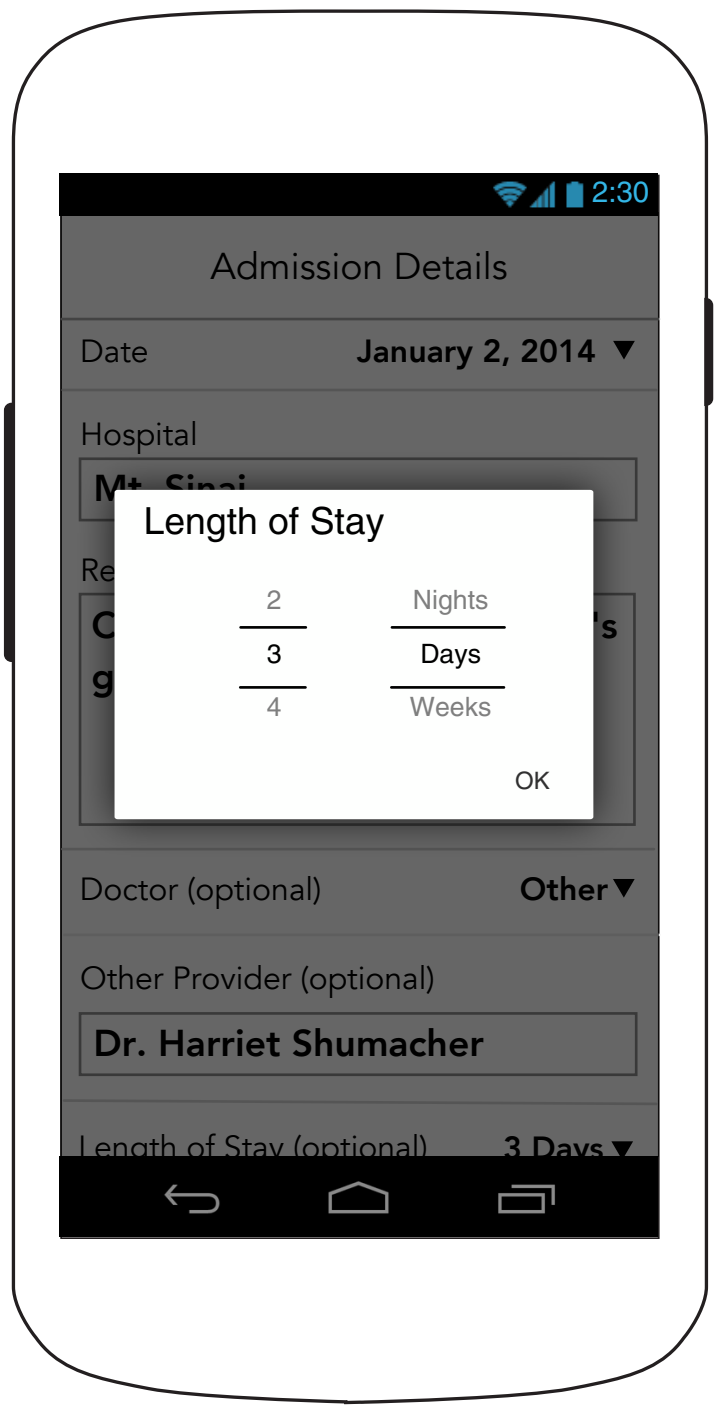 2:30
Admission Details
Date January 2, 2014
Hospital
Mt. Sinai
Length of Stay
2 Nights
3 Days
4 Weeks
OK
Doctor (optional) Other
Other Provider (optional)
Dr. Harriet Shumacher
Length of Stay (optional) 3 Days